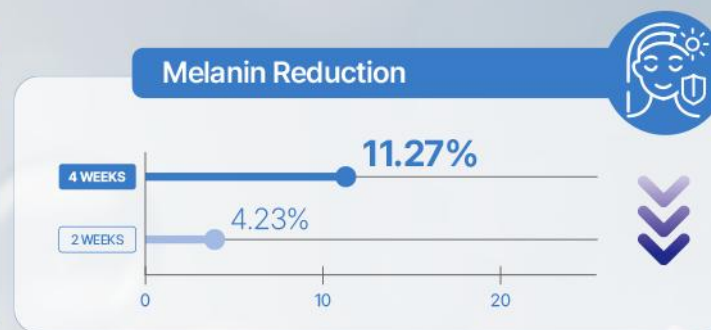 Melanin Reduction
4 WEEKS
11.27%
2 WEEKS
4.23%
0
10
20